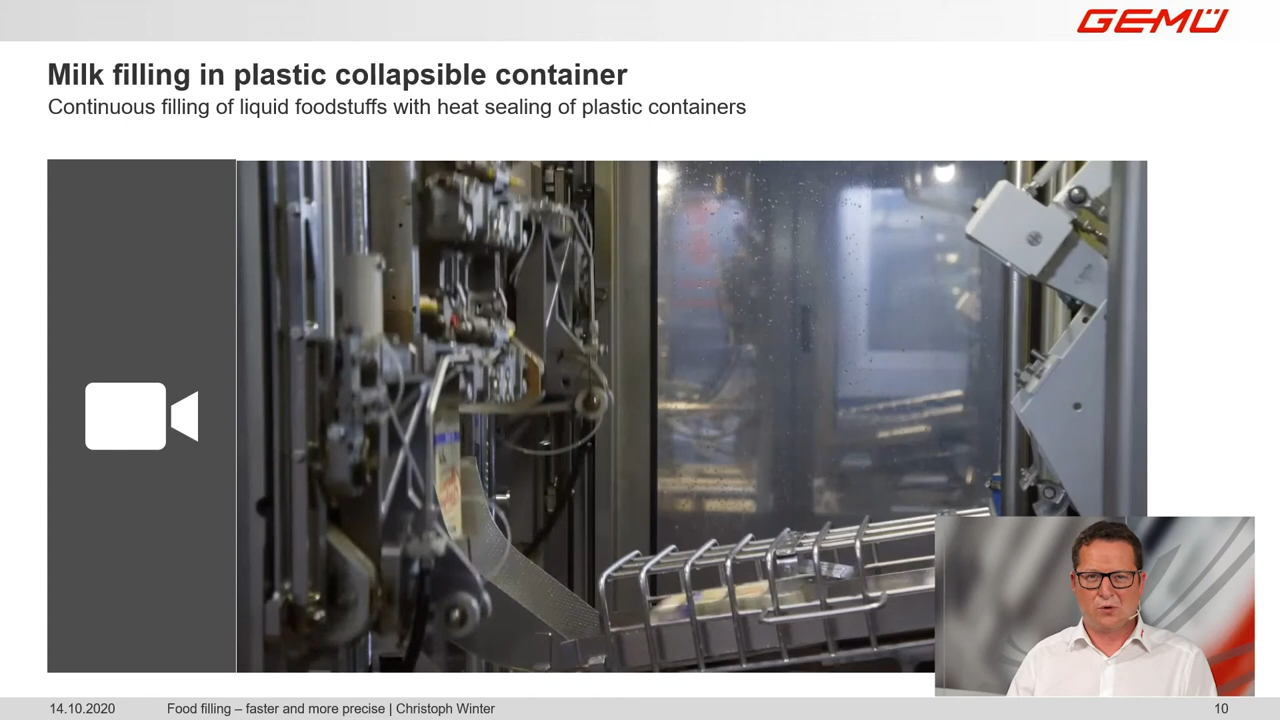 GEMÜ
Milk filling in plastic collapsible container
Continuous filling of liquid foodstuffs with heat sealing of plastic containers
14.10.2020 Food filling – faster and more precise | Christoph Winter 10